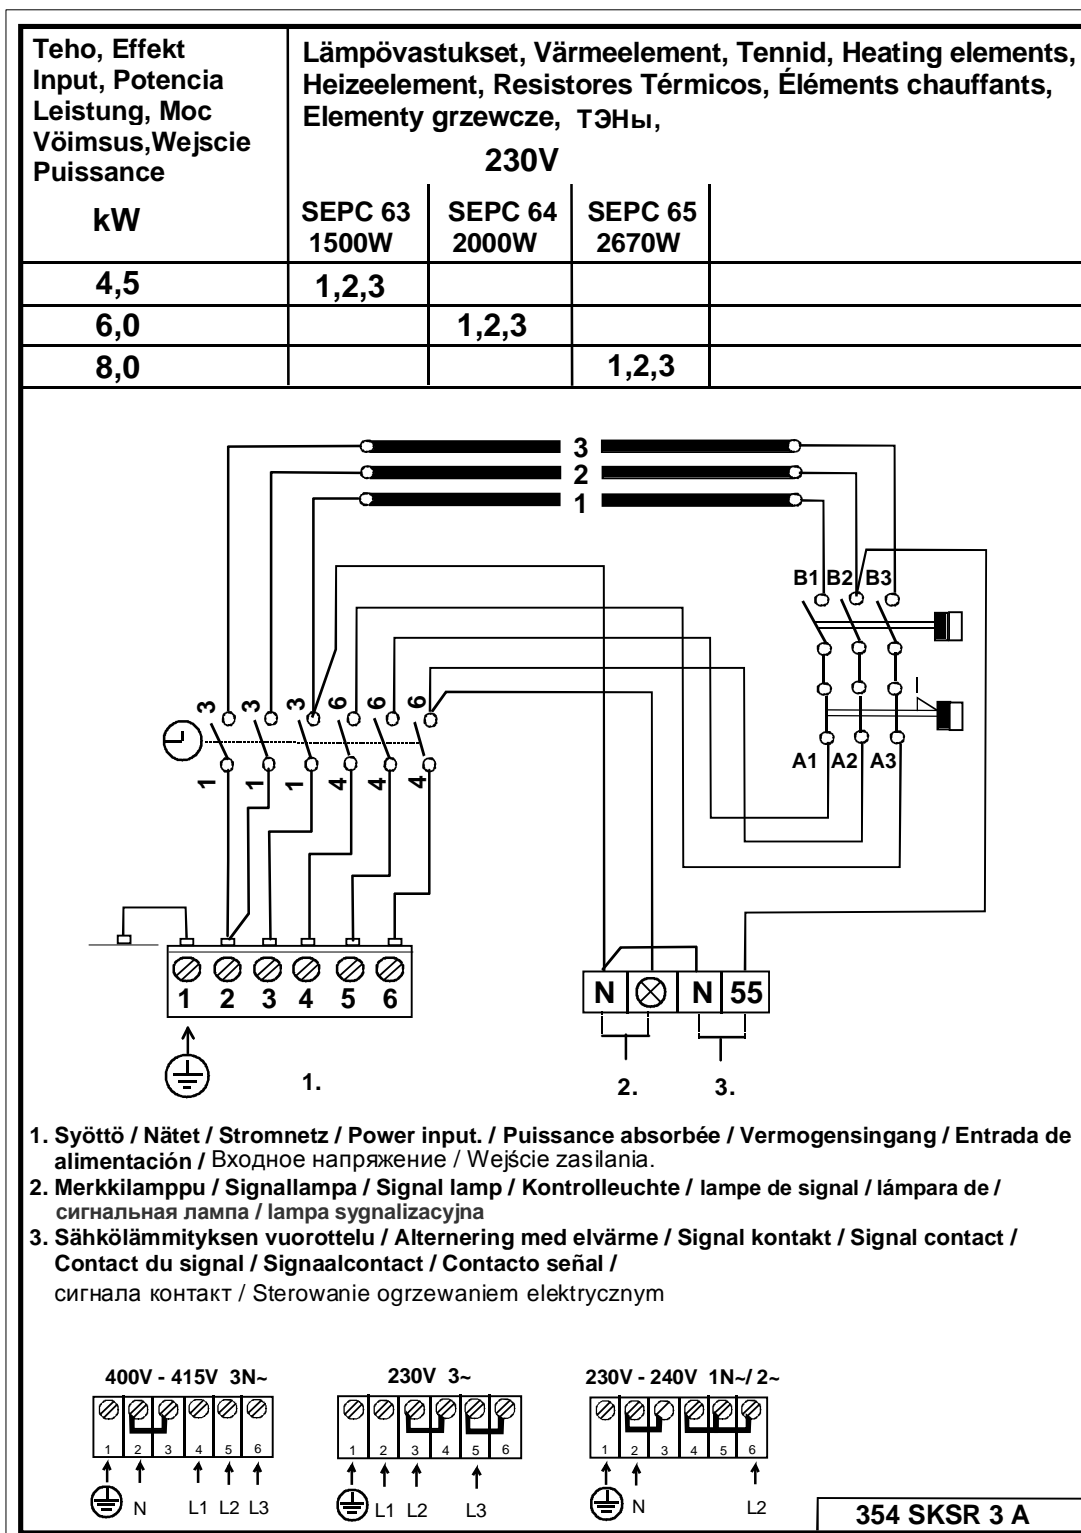 Teho, Effekt
Input, Potencia
Leistung, Moc
Vöimsus,Wejscie
Puissance
kW
Lämpövastukset, Värmeelement, Tennid, Heating elements,
Heizeelement, Resistores Térmicos, Éléments chauffants,
Elementy grzewcze, ТЭНы,
230V
SEPC 63 SEPC 64 SEPC 65
1500W 2000W 2670W
4,5 1,2,3
6,0 1,2,3
8,0 1,2,3
3
2
1
B1 B2 B3
3 3 3 6 6 6
1 1 1 4 4 4
A1 A2 A3
1 2 3 4 5 6
N N 55
1. 2. 3.
1. Syöttö / Nätet / Stromnetz / Power input. / Puissance absorbée / Vermogensingang / Entrada de
alimentación / Входное напряжение / Wejście zasilania.
2. Merkkilamppu / Signallampa / Signal lamp / Kontrolleuchte / lampe de signal / lámpara de /
сигнальная лампа / lampa sygnalizacyjna
3. Sähkölämmityksen vuorottelu / Alternering med elvärme / Signal kontakt / Signal contact /
Contact du signal / Signaalcontact / Contacto señal /
сигнала контакт / Sterowanie ogrzewaniem elektrycznym
400V - 415V 3N~
1 2 3 4 5 6
N L1 L2 L3
230V 3~
1 2 3 4 5 6
L1 L2 L3
230V - 240V 1N~/ 2~
1 2 3 4 5 6
N L2
354 SKSR 3 A